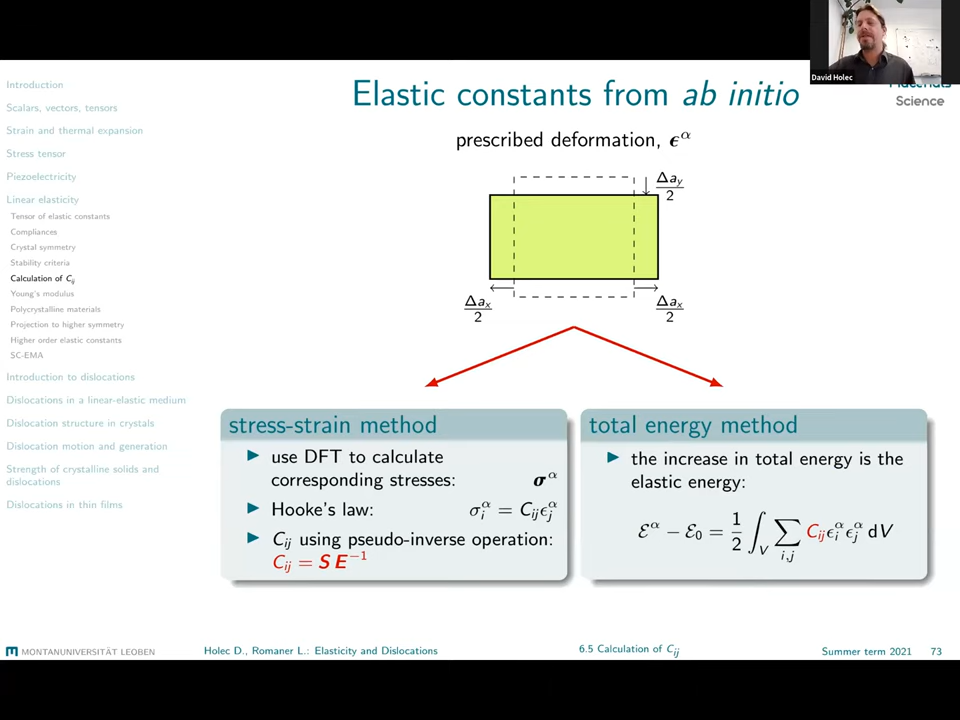 David Holec
Materials
Science
Introduction
Scalars, vectors, tensors
Strain and thermal expansion
Stress tensor
Piezoelectricity
Linear elasticity
Tensor of elastic constants
Compliances
Crystal symmetry
Stability criteria
Calculation of C_ij
Young's modulus
Polycrystalline materials
Projection to higher symmetry
Higher order elastic constants
SC-EMA
Introduction to dislocations
Dislocations in a linear-elastic medium
Dislocation structure in crystals
Dislocation motion and generation
Strength of crystalline solids and
dislocations
Dislocations in thin films
Elastic constants from ab initio
prescribed deformation, ϵ^α
Δa_y/2
Δa_x/2
Δa_x/2
stress-strain method
▶ use DFT to calculate
corresponding stresses: σ^α
▶ Hooke's law: σ_i^α = C_ij ϵ_j^α
▶ C_ij using pseudo-inverse operation:
C_ij = S E^−1
total energy method
▶ the increase in total energy is the
elastic energy:
ℰ^α − ℰ_0 = 1/2 ∫_V ∑_i,j C_ij ϵ_i^α ϵ_j^α dV
MONTANUNIVERSITÄT LEOBEN
Holec D., Romaner L.: Elasticity and Dislocations
6.5 Calculation of C_ij
Summer term 2021 73